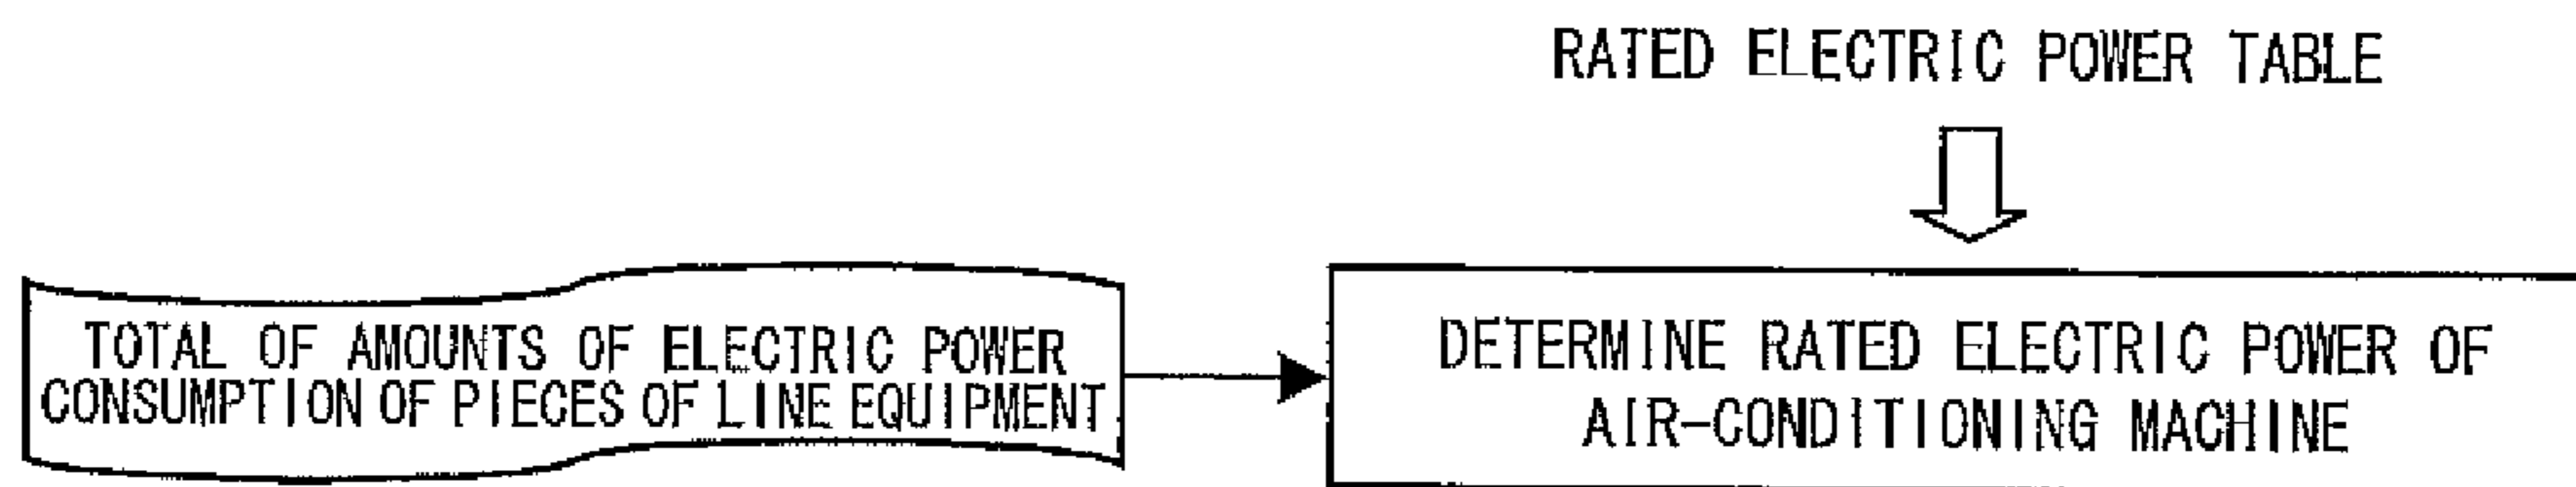 RATED ELECTRIC POWER TABLE
TOTAL OF AMOUNTS OF ELECTRIC POWER
CONSUMPTION OF PIECES OF LINE EQUIPMENT
DETERMINE RATED ELECTRIC POWER OF
AIR-CONDITIONING MACHINE